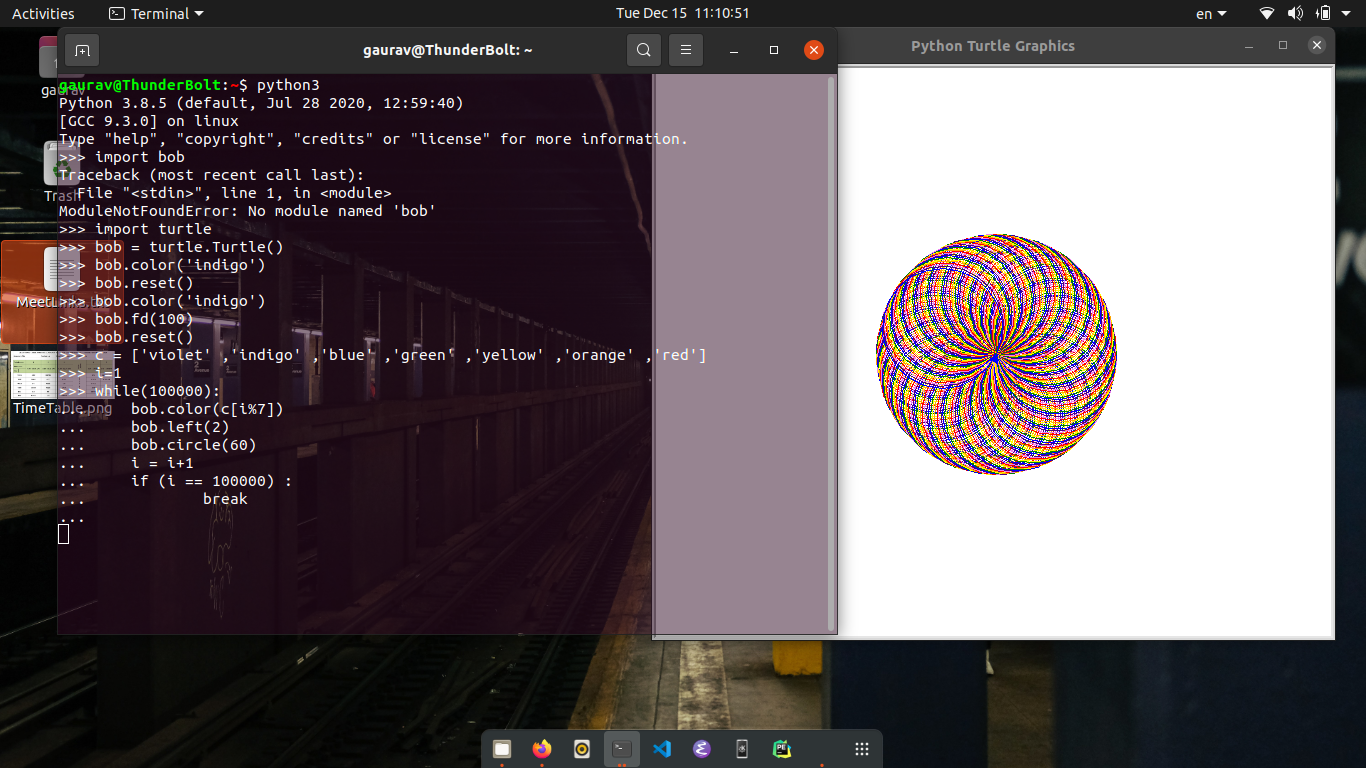 Activities Terminal Tue Dec 15 11:10:51 en
gaurav@ThunderBolt: ~
Python Turtle Graphics
gaurav
Trash
TimeTable.png
gaurav@ThunderBolt:~$ python3
Python 3.8.5 (default, Jul 28 2020, 12:59:40)
[GCC 9.3.0] on linux
Type "help", "copyright", "credits" or "license" for more information.
>>> import bob
Traceback (most recent call last):
  File "<stdin>", line 1, in <module>
ModuleNotFoundError: No module named 'bob'
>>> import turtle
>>> bob = turtle.Turtle()
>>> bob.color('indigo')
>>> bob.reset()
>>> bob.color('indigo')
>>> bob.fd(100)
>>> bob.reset()
>>> c = ['violet' ,'indigo' ,'blue' ,'green' ,'yellow' ,'orange' ,'red']
>>> i=1
>>> while(100000):
...     bob.color(c[i%7])
...     bob.left(2)
...     bob.circle(60)
...     i = i+1
...     if (i == 100000) :
...             break
...